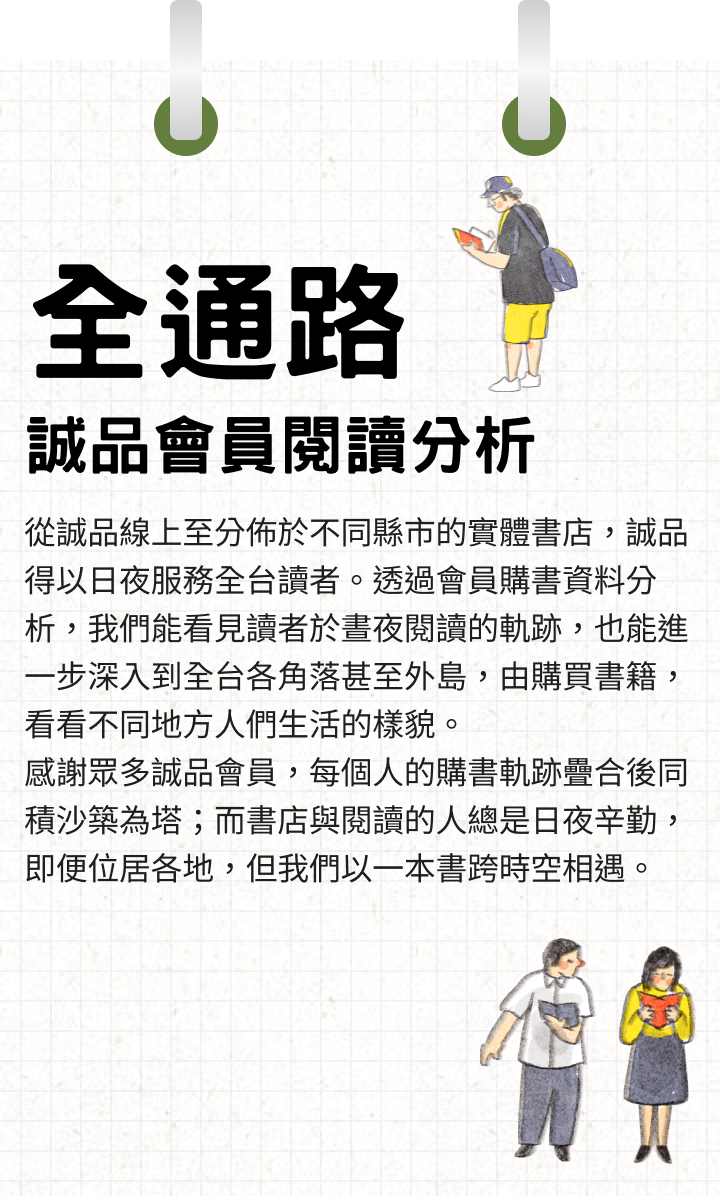 全通路
誠品會員閱讀分析
從誠品線上至分佈於不同縣市的實體書店，誠品
得以日夜服務全台讀者。透過會員購書資料分
析，我們能看見讀者於晝夜閱讀的軌跡，也能進
一步深入到全台各角落甚至外島，由購買書籍，
看看不同地方人們生活的樣貌。
感謝眾多誠品會員，每個人的購書軌跡疊合後同
積沙築為塔；而書店與閱讀的人總是日夜辛勤，
即便位居各地，但我們以一本書跨時空相遇。